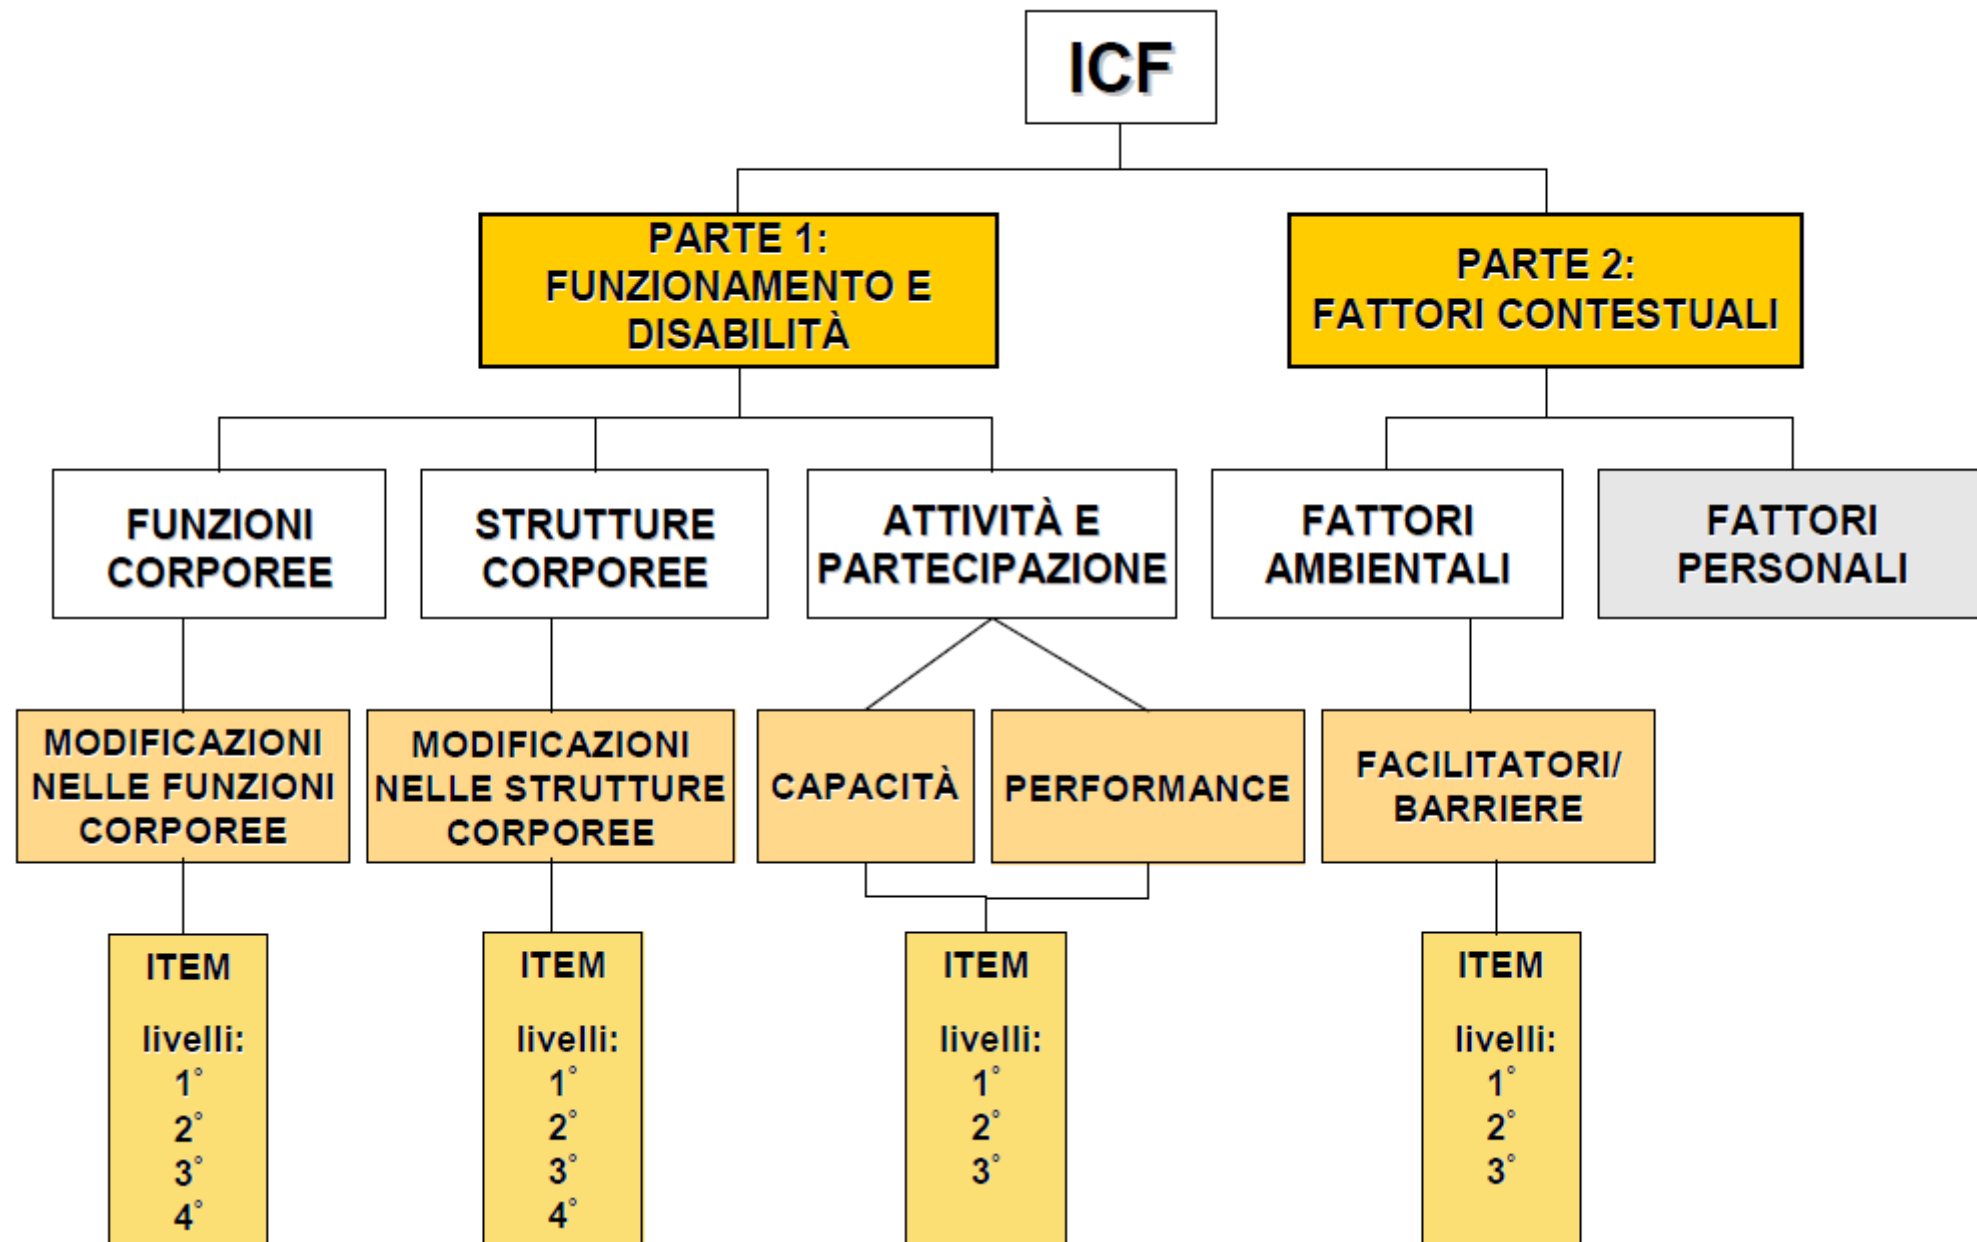 ICF
PARTE 1:
FUNZIONAMENTO E
DISABILITÀ
PARTE 2:
FATTORI CONTESTUALI
FUNZIONI
CORPOREE
STRUTTURE
CORPOREE
ATTIVITÀ E
PARTECIPAZIONE
FATTORI
AMBIENTALI
FATTORI
PERSONALI
MODIFICAZIONI
NELLE FUNZIONI
CORPOREE
MODIFICAZIONI
NELLE STRUTTURE
CORPOREE
CAPACITÀ
PERFORMANCE
FACILITATORI/
BARRIERE
ITEM
livelli:
1°
2°
3°
4°
ITEM
livelli:
1°
2°
3°
4°
ITEM
livelli:
1°
2°
3°
ITEM
livelli:
1°
2°
3°